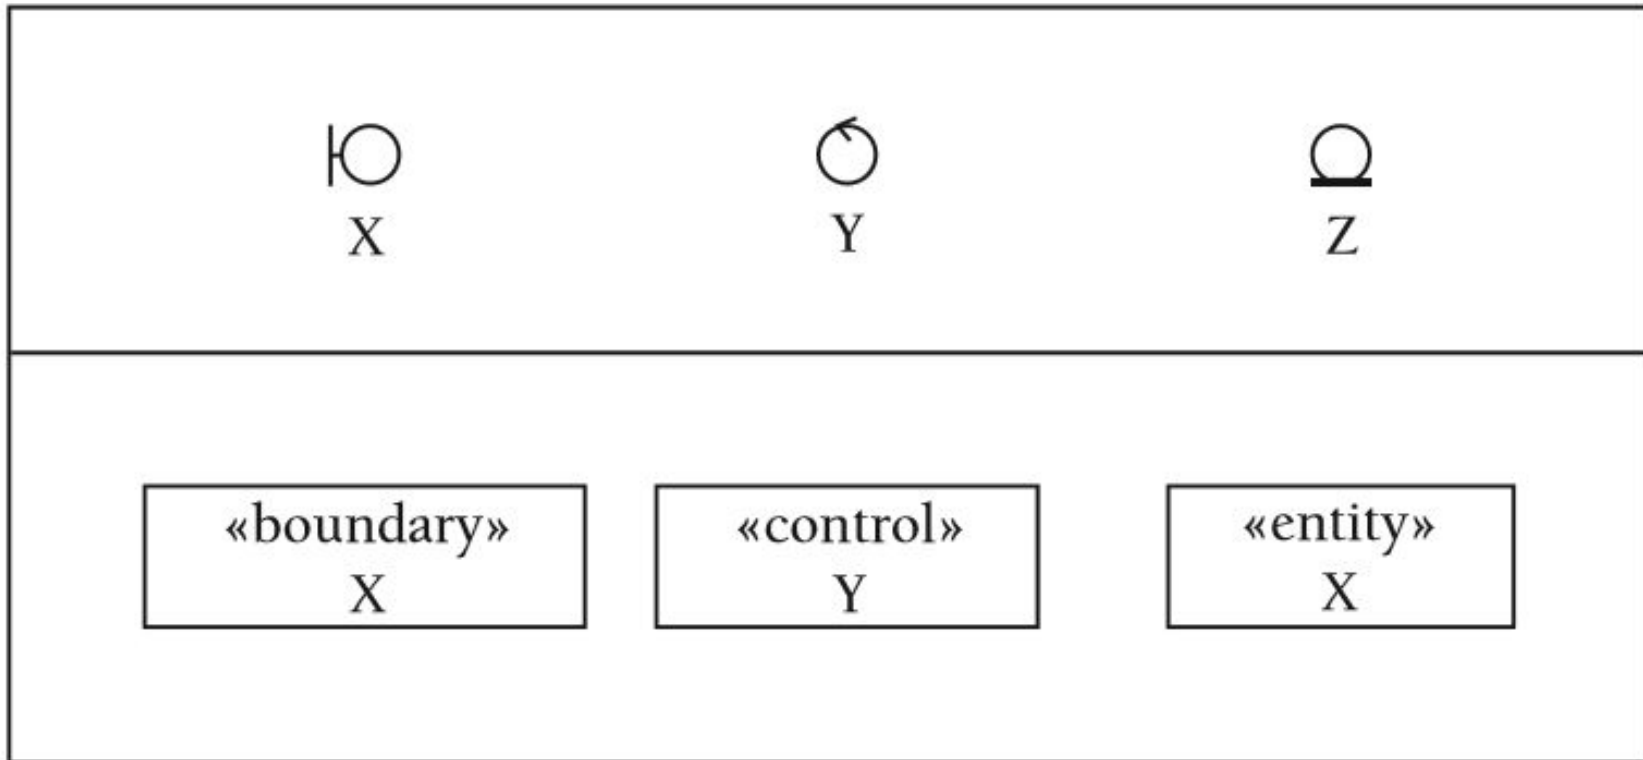 X Y Z
«boundary» «control» «entity»
X Y X